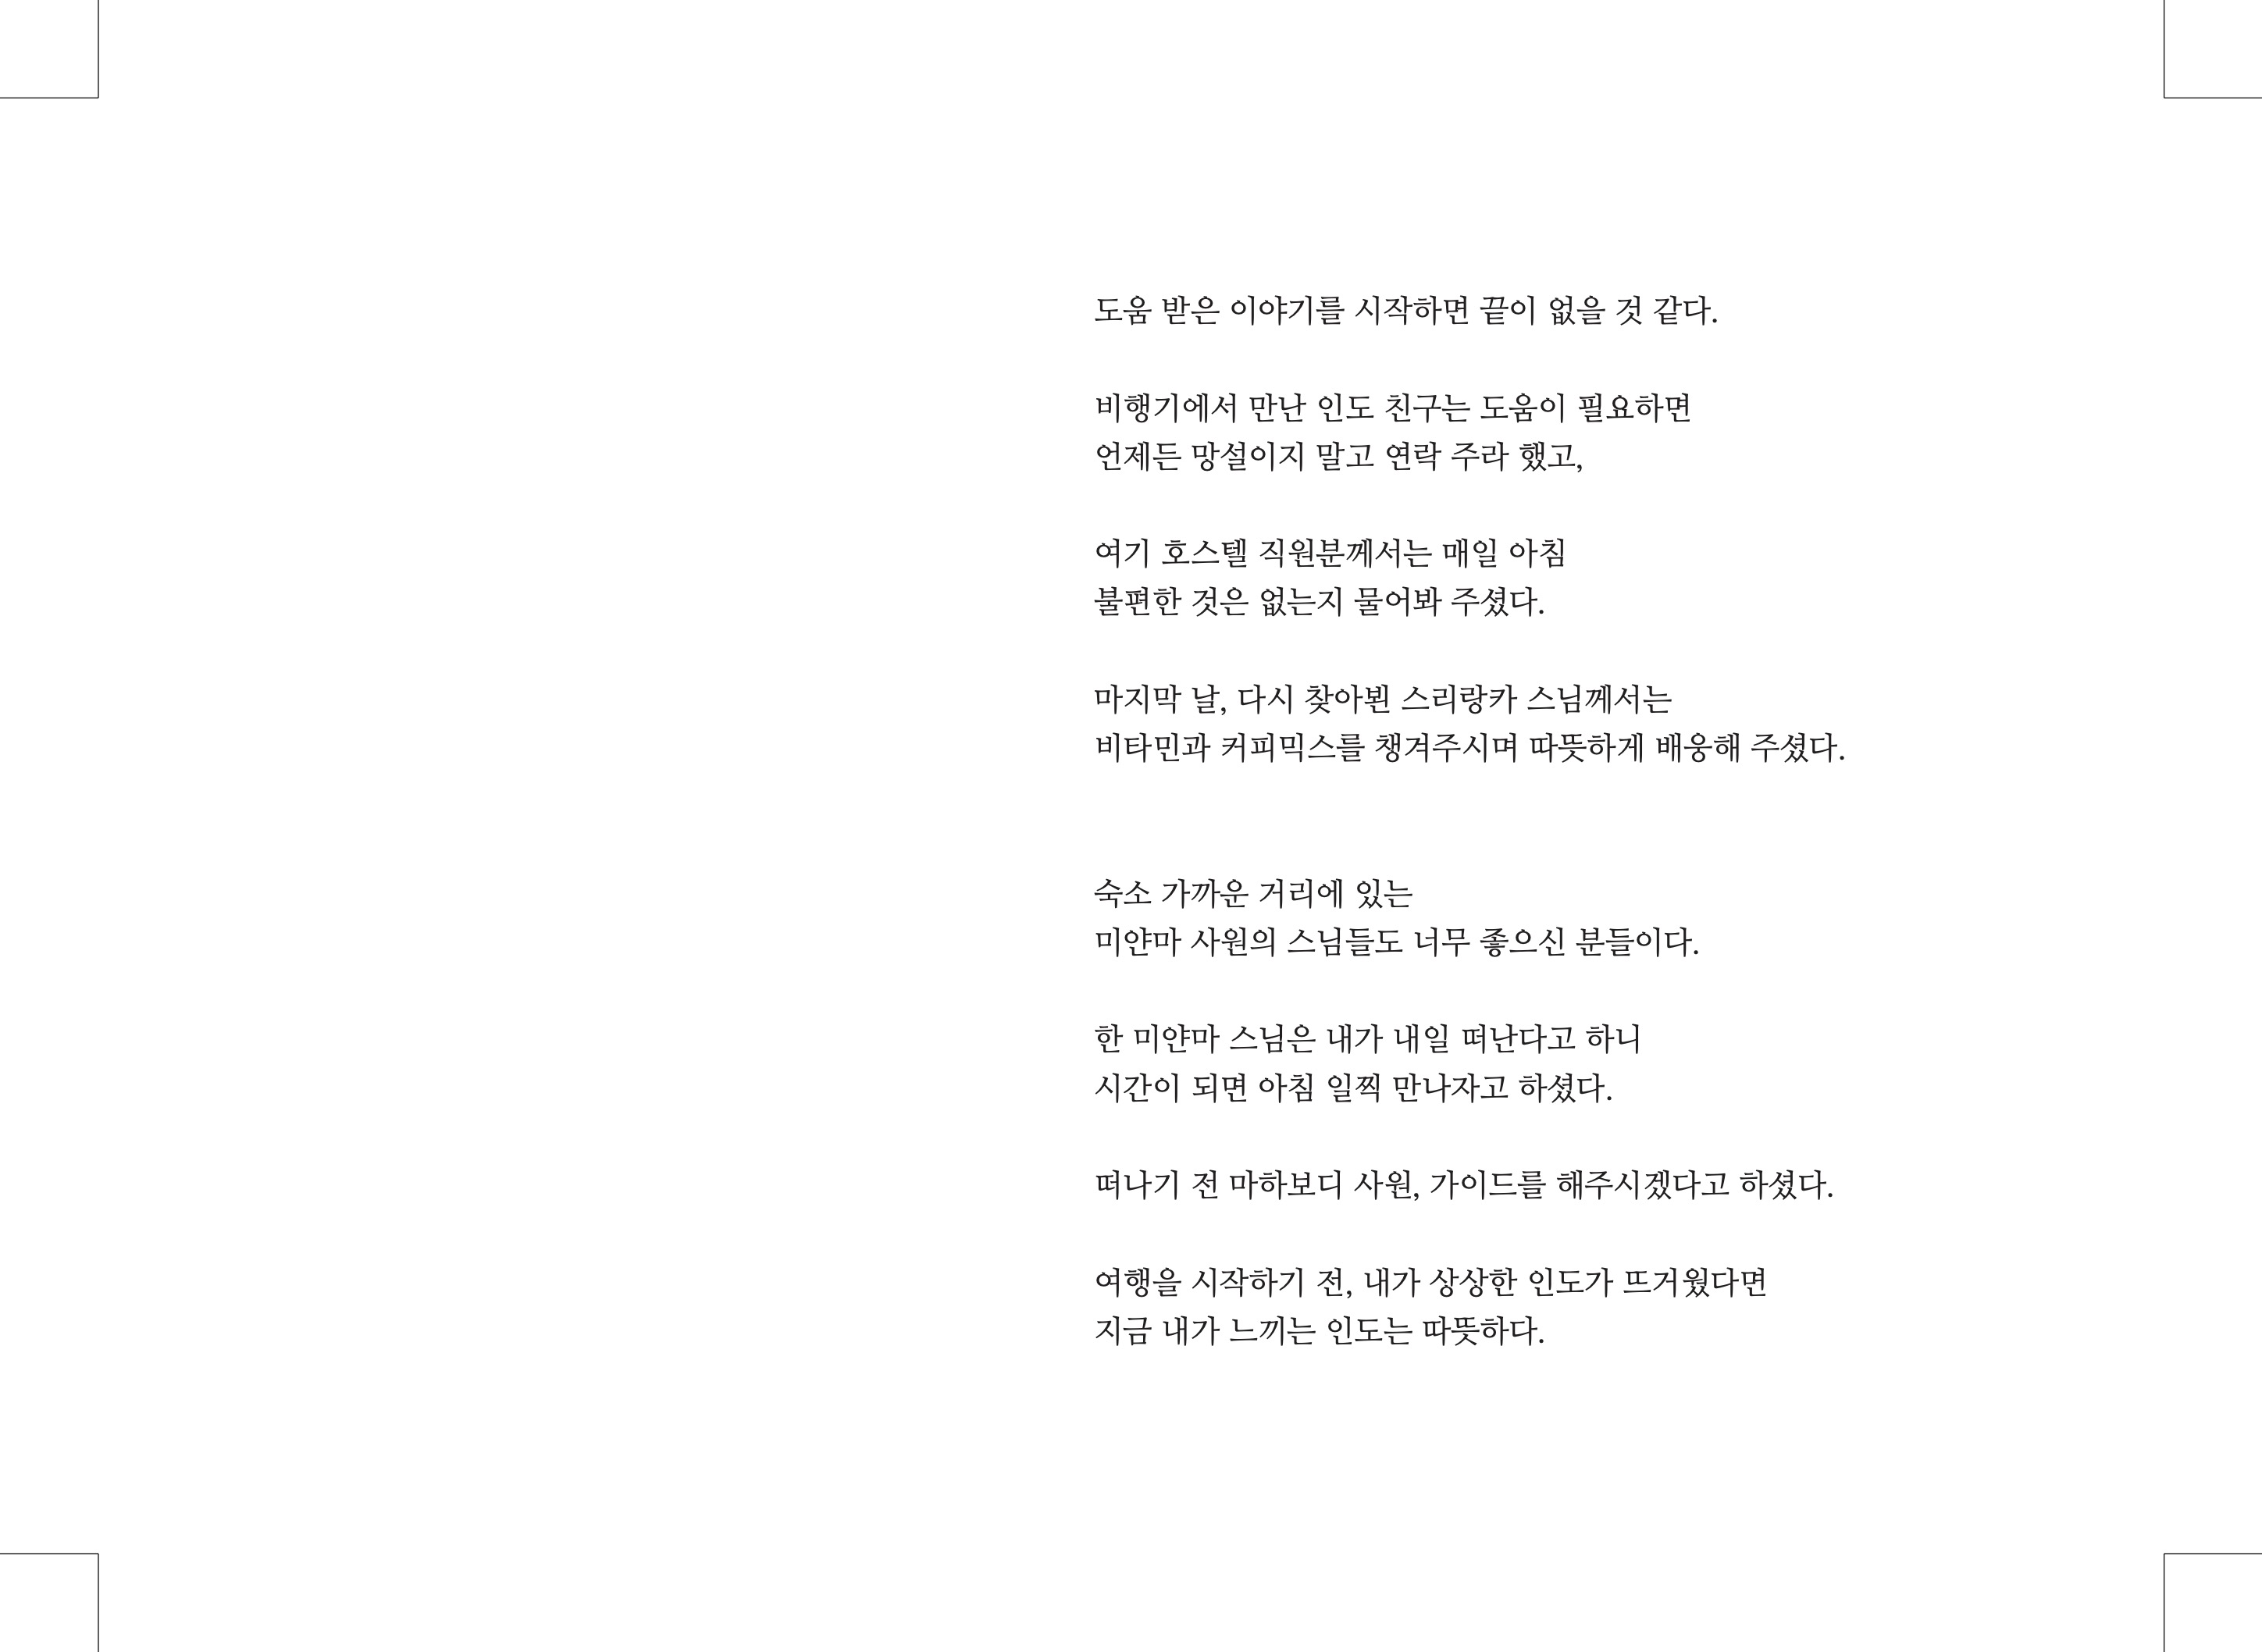 도움 받은 이야기를 시작하면 끝이 없을 것 같다.
비행기에서 만난 인도 친구는 도움이 필요하면
언제든 망설이지 말고 연락 주라 했고,
여기 호스텔 직원분께서는 매일 아침
불편한 것은 없는지 물어봐 주셨다.
마지막 날, 다시 찾아뵌 스리랑카 스님께서는
비타민과 커피믹스를 챙겨주시며 따뜻하게 배웅해 주셨다.
숙소 가까운 거리에 있는
미얀마 사원의 스님들도 너무 좋으신 분들이다.
한 미얀마 스님은 내가 내일 떠난다고 하니
시간이 되면 아침 일찍 만나자고 하셨다.
떠나기 전 마하보디 사원, 가이드를 해주시겠다고 하셨다.
여행을 시작하기 전, 내가 상상한 인도가 뜨거웠다면
지금 내가 느끼는 인도는 따뜻하다.